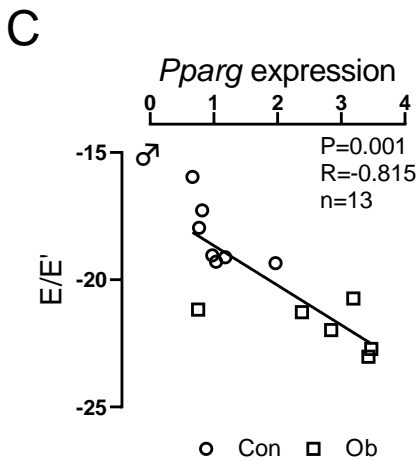 C
Pparg expression
0 1 2 3 4
P=0.001
R=-0.815
n=13
♂
-15
-20
-25
E/E'
Con Ob